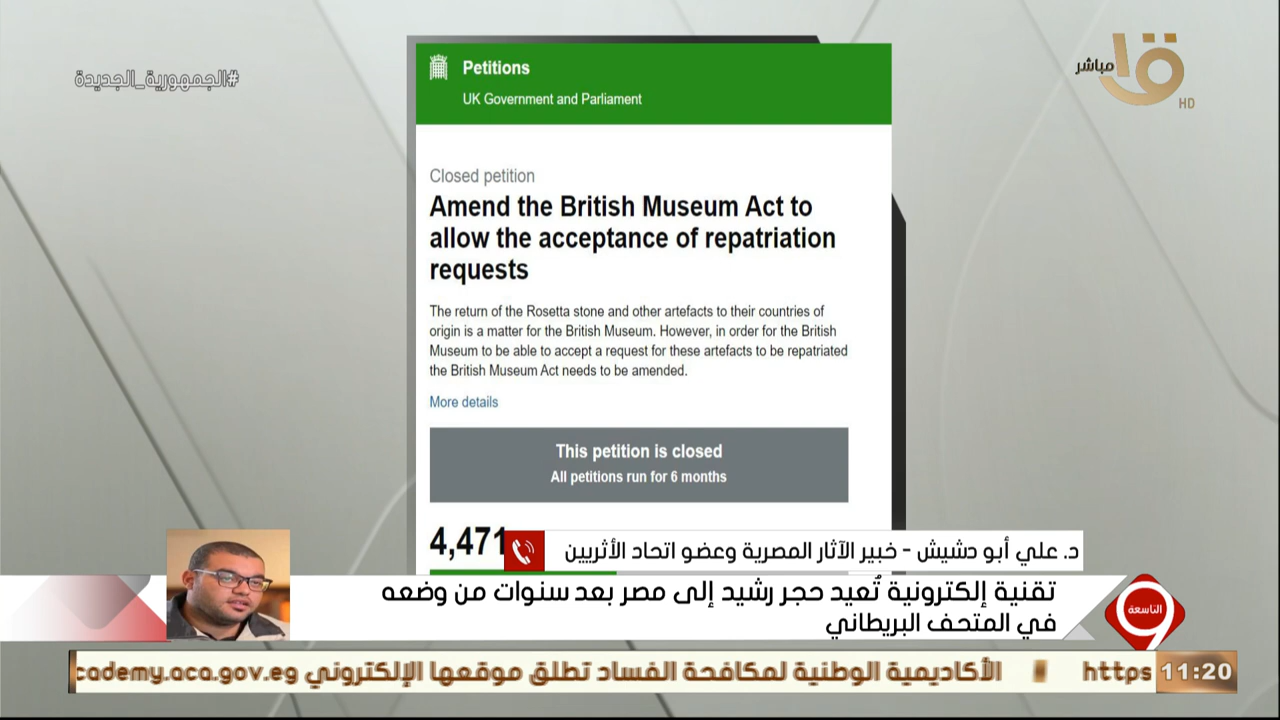 #الجمهورية_الجديدة
مباشر
HD
Petitions
UK Government and Parliament
Closed petition
Amend the British Museum Act to
allow the acceptance of repatriation
requests
The return of the Rosetta stone and other artefacts to their countries of
origin is a matter for the British Museum. However, in order for the British
Museum to be able to accept a request for these artefacts to be repatriated
the British Museum Act needs to be amended.
More details
This petition is closed
All petitions run for 6 months
4,471
د. علي أبو دشيش - خبير الآثار المصرية وعضو اتحاد الأثريين
تقنية إلكترونية تُعيد حجر رشيد إلى مصر بعد سنوات من وضعه
في المتحف البريطاني
التاسعة
9
https الأكاديمية الوطنية لمكافحة الفساد تطلق موقعها الإلكتروني cademy.aca.gov.eg
11:20